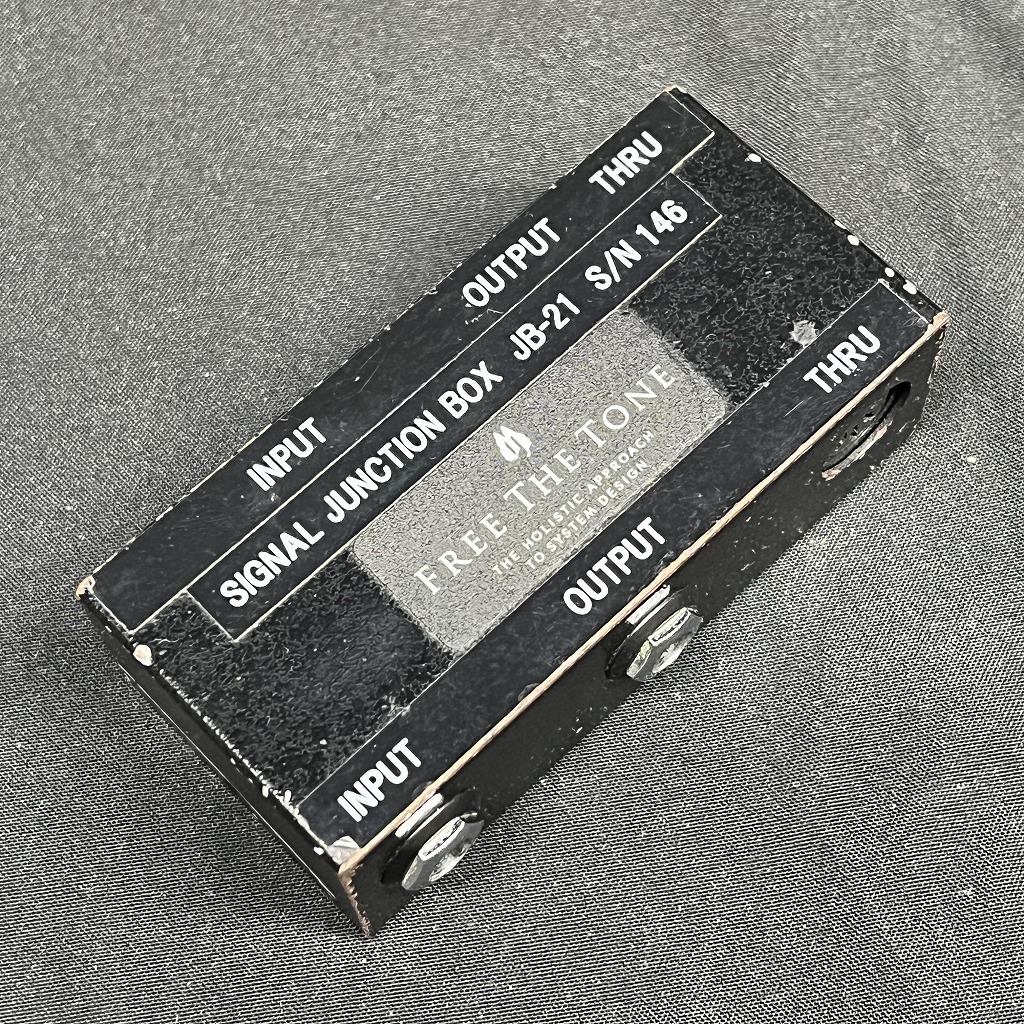 INPUT OUTPUT THRU
SIGNAL JUNCTION BOX JB-21 S/N 146
FREE THE TONE
THE HOLISTIC APPROACH
TO SYSTEM DESIGN
INPUT OUTPUT THRU